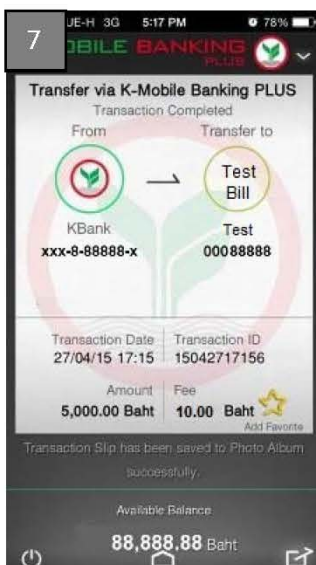 7
UE-H 3G 5:17 PM 78%
OBILE BANKING
PLUS
Transfer via K-Mobile Banking PLUS
Transaction Completed
From Transfer to
Test
Bill
KBank Test
xxx-8-88888-x 00088888
Transaction Date Transaction ID
27/04/15 17:15 15042717156
Amount Fee
5,000.00 Baht 10.00 Baht
Add Favorite
Transaction Slip has been saved to Photo Album
successfully.
Available Balance
88,888.88 Baht